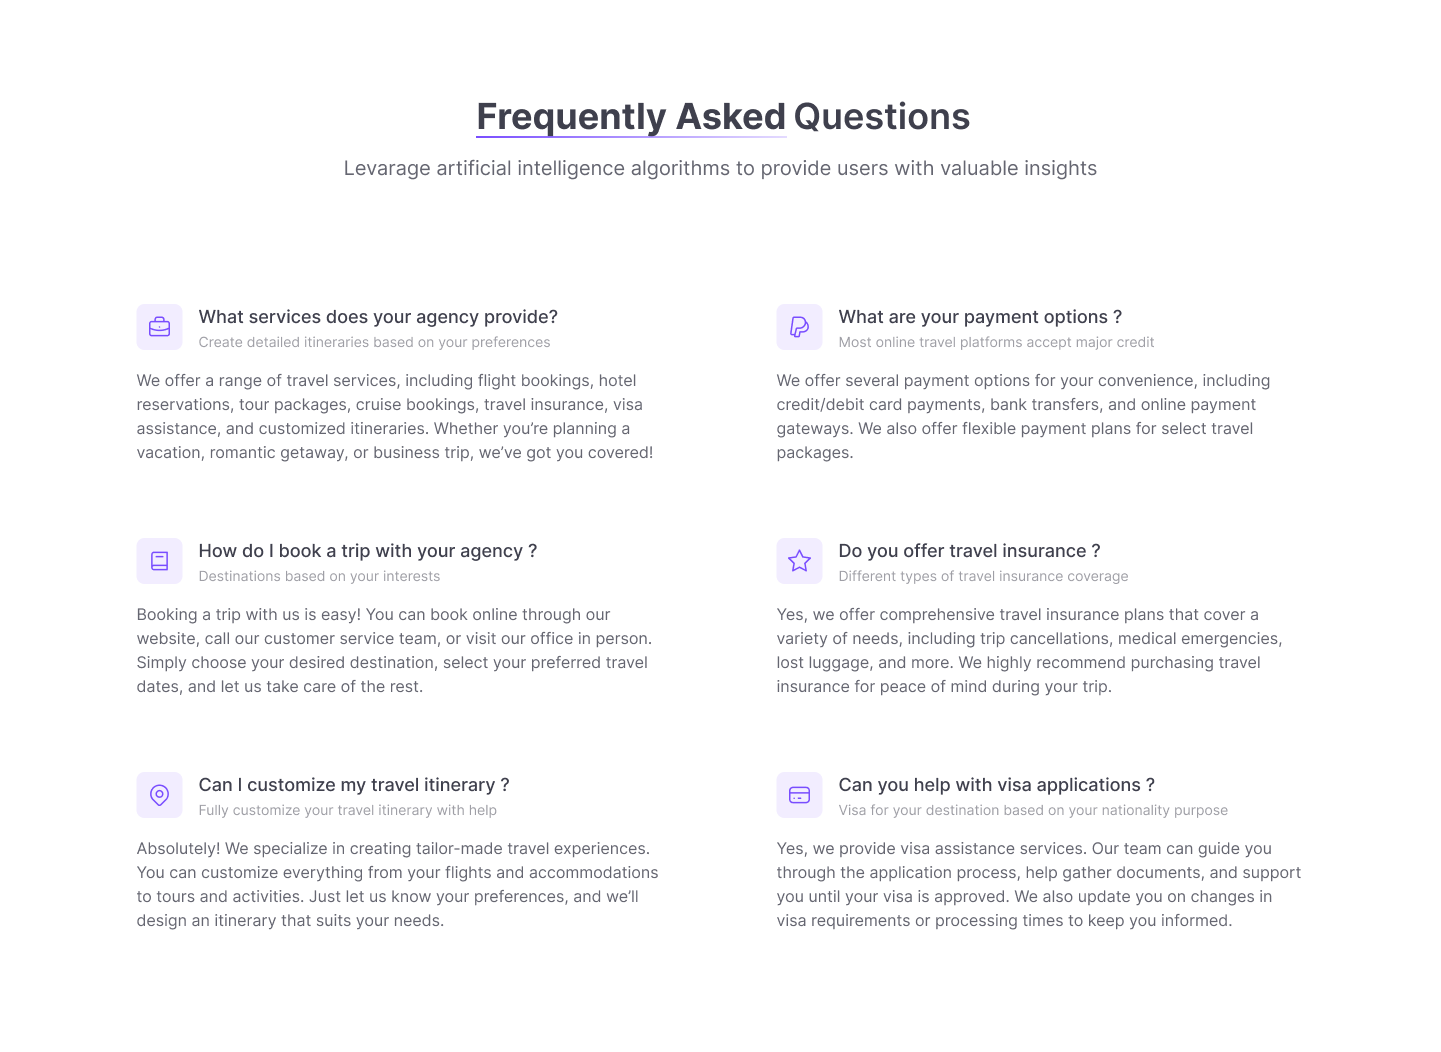 Frequently Asked Questions
Levarage artificial intelligence algorithms to provide users with valuable insights
What services does your agency provide?
Create detailed itineraries based on your preferences
We offer a range of travel services, including flight bookings, hotel
reservations, tour packages, cruise bookings, travel insurance, visa
assistance, and customized itineraries. Whether you’re planning a
vacation, romantic getaway, or business trip, we’ve got you covered!
What are your payment options ?
Most online travel platforms accept major credit
We offer several payment options for your convenience, including
credit/debit card payments, bank transfers, and online payment
gateways. We also offer flexible payment plans for select travel
packages.
How do I book a trip with your agency ?
Destinations based on your interests
Booking a trip with us is easy! You can book online through our
website, call our customer service team, or visit our office in person.
Simply choose your desired destination, select your preferred travel
dates, and let us take care of the rest.
Do you offer travel insurance ?
Different types of travel insurance coverage
Yes, we offer comprehensive travel insurance plans that cover a
variety of needs, including trip cancellations, medical emergencies,
lost luggage, and more. We highly recommend purchasing travel
insurance for peace of mind during your trip.
Can I customize my travel itinerary ?
Fully customize your travel itinerary with help
Absolutely! We specialize in creating tailor-made travel experiences.
You can customize everything from your flights and accommodations
to tours and activities. Just let us know your preferences, and we’ll
design an itinerary that suits your needs.
Can you help with visa applications ?
Visa for your destination based on your nationality purpose
Yes, we provide visa assistance services. Our team can guide you
through the application process, help gather documents, and support
you until your visa is approved. We also update you on changes in
visa requirements or processing times to keep you informed.